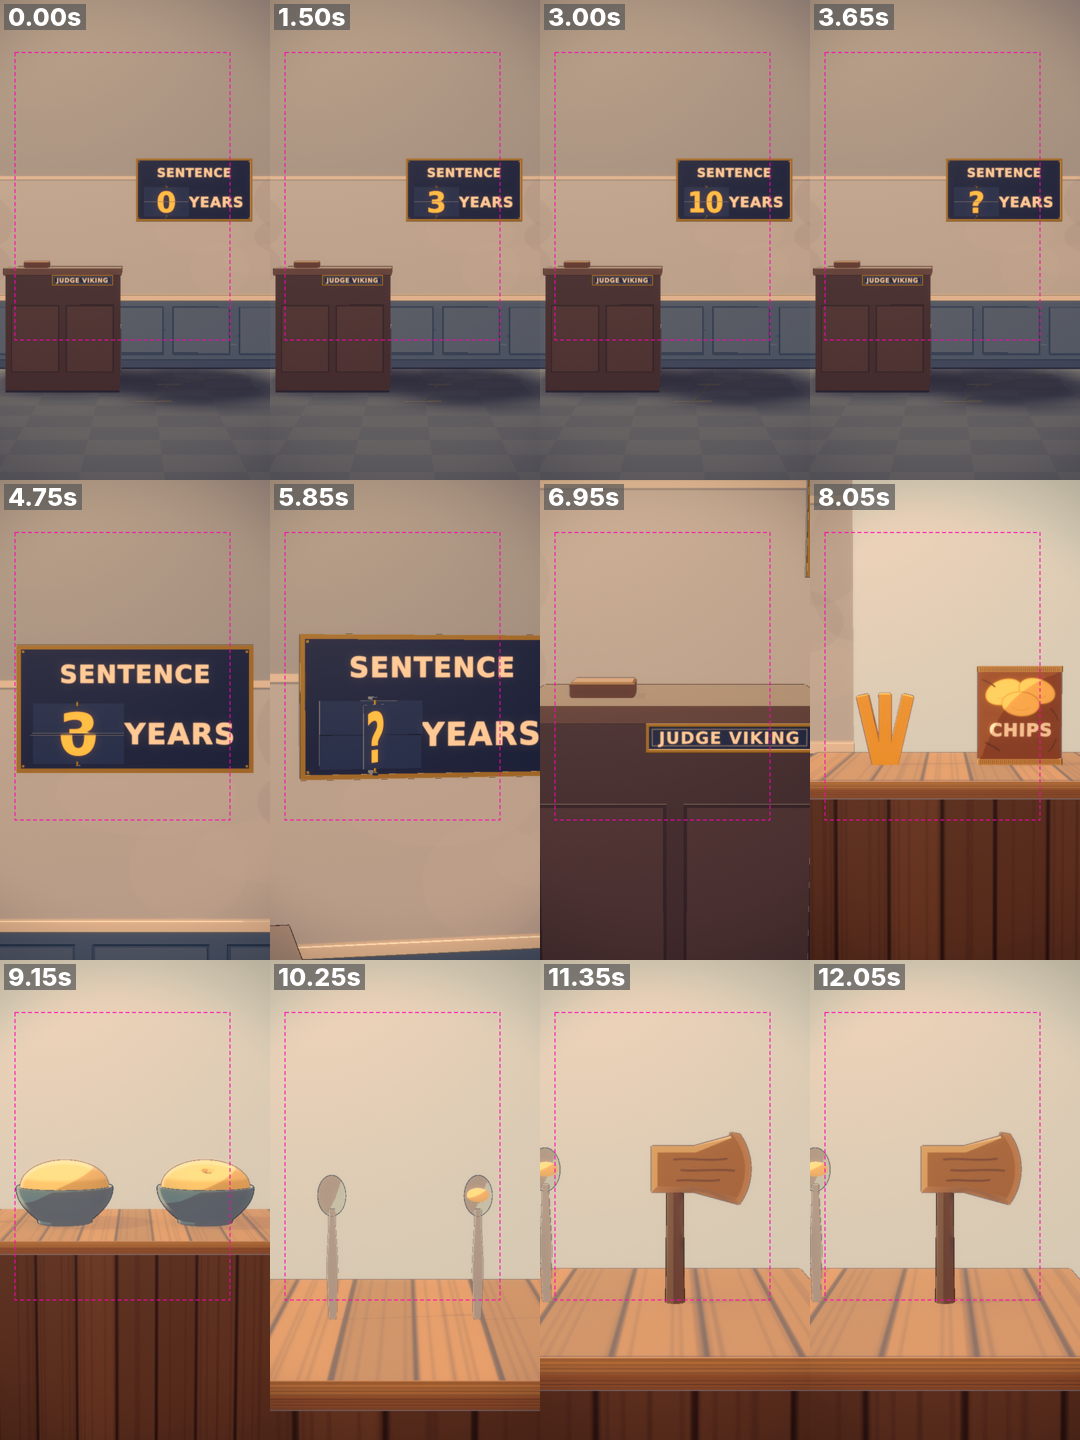 0.00s
SENTENCE
0 YEARS
JUDGE VIKING
1.50s
SENTENCE
3 YEARS
JUDGE VIKING
3.00s
SENTENCE
10 YEARS
JUDGE VIKING
3.65s
SENTENCE
? YEARS
JUDGE VIKING
4.75s
SENTENCE
YEARS
5.85s
SENTENCE
? YEARS
6.95s
JUDGE VIKING
8.05s
CHIPS
9.15s
10.25s
11.35s
12.05s